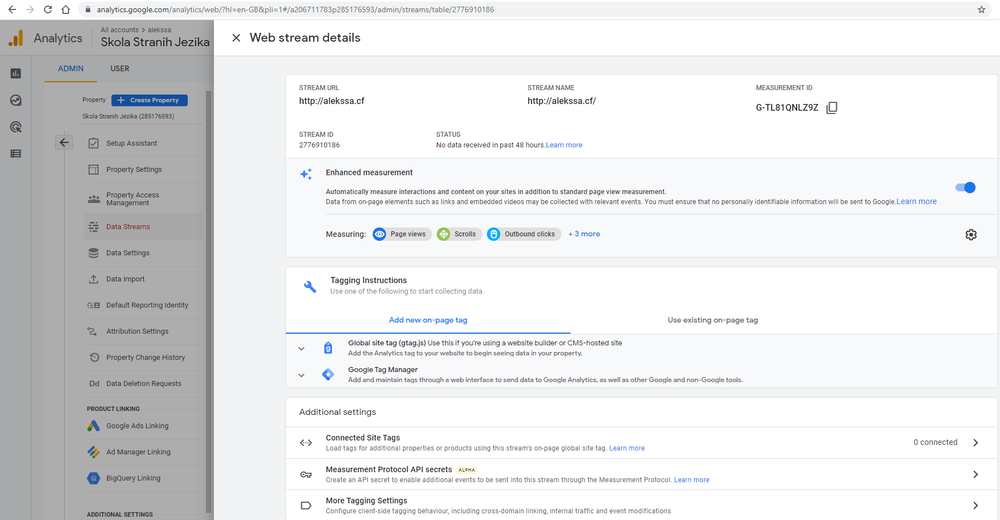 analytics.google.com/analytics/web/?hl=en-GB&pli=1#/a206711783p285176593/admin/streams/table/2776910186
Analytics
All accounts > alekssa
Skola Stranih Jezika
Web stream details
ADMIN
USER
Property
Create Property
Skola Stranih Jezika (285176593)
Setup Assistant
Property Settings
Property Access
Management
Data Streams
Data Settings
Data Import
Default Reporting Identity
Attribution Settings
Property Change History
Dd Data Deletion Requests
PRODUCT LINKING
Google Ads Linking
Ad Manager Linking
BigQuery Linking
ADDITIONAL SETTINGS
STREAM URL
http://alekssa.cf
STREAM NAME
http://alekssa.cf/
MEASUREMENT ID
G-TL81QNLZ9Z
STREAM ID
2776910186
STATUS
No data received in past 48 hours. Learn more
Enhanced measurement
Automatically measure interactions and content on your sites in addition to standard page view measurement.
Data from on-page elements such as links and embedded videos may be collected with relevant events. You must ensure that no personally identifiable information will be sent to Google. Learn more
Measuring: Page views Scrolls Outbound clicks + 3 more
Tagging Instructions
Use one of the following to start collecting data.
Add new on-page tag
Use existing on-page tag
g
Global site tag (gtag.js) Use this if you're using a website builder or CMS-hosted site
Add the Analytics tag to your website to begin seeing data in your property.
Google Tag Manager
Add and maintain tags through a web interface to send data to Google Analytics, as well as other Google and non-Google tools.
Additional settings
Connected Site Tags
Load tags for additional properties or products using this stream's on-page global site tag. Learn more
0 connected
Measurement Protocol API secrets ALPHA
Create an API secret to enable additional events to be sent into this stream through the Measurement Protocol. Learn more
More Tagging Settings
Configure client-side tagging behaviour, including cross-domain linking, internal traffic and event modifications